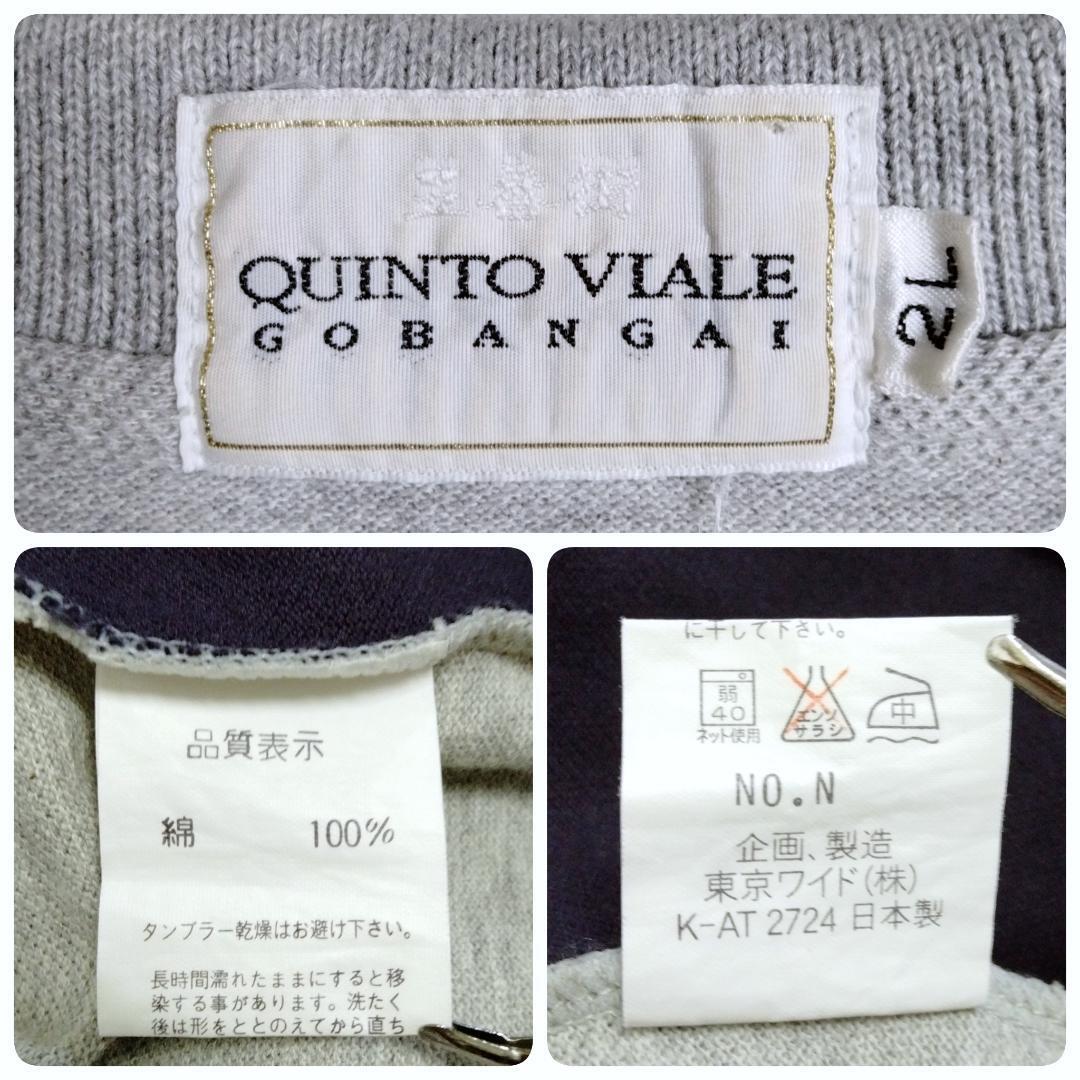 五番街
QUINTO VIALE
GOBANGAI
2L
品質表示
綿 100%
タンブラー乾燥はお避け下さい。
長時間濡れたままにすると移
染する事があります。洗たく
後は形をととのえてから直ち
に干して下さい。
弱
40
ネット使用
エンソ
サラシ
中
NO.N
企画、製造
東京ワイド(株)
K-AT 2724 日本製